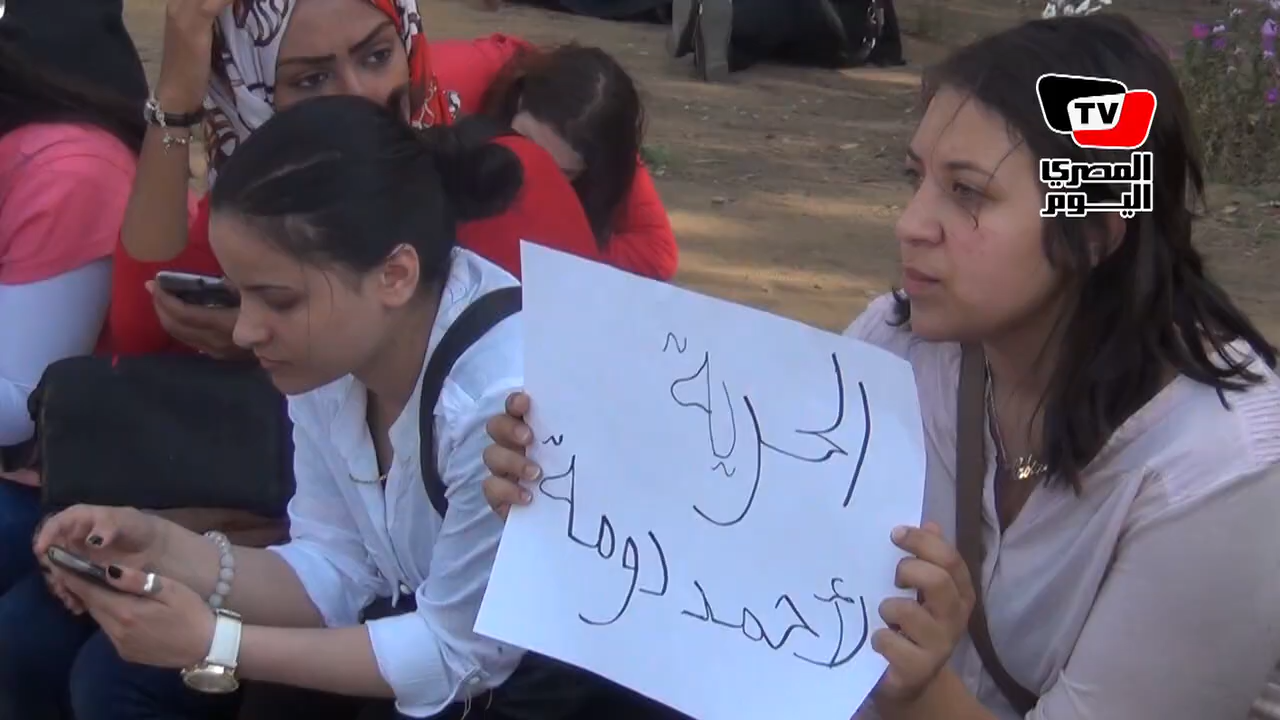 TV
المصري
اليوم
الحرية
لأحمد دومة